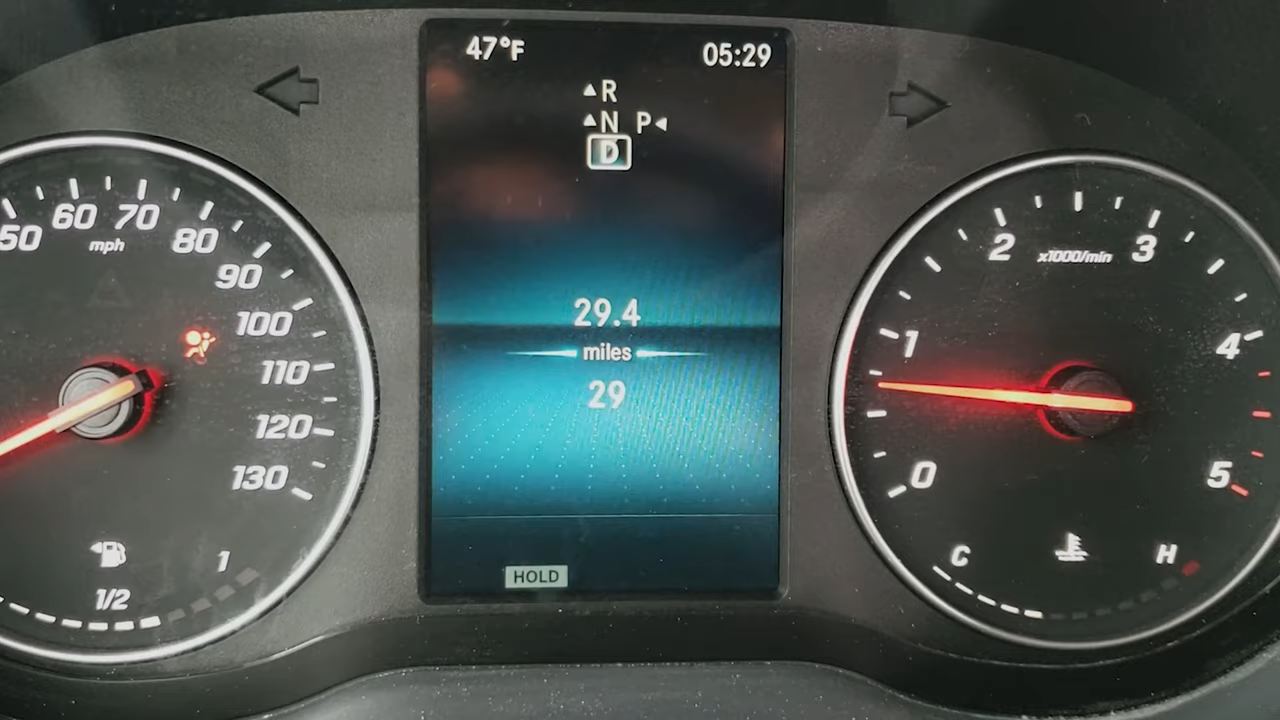 47°F
05:29
R
N P
D
29.4
miles
29
HOLD
50 60 70 80 90 100 110 120 130
mph
1/2 1
0 1 2 3 4 5
x1000/min
C H